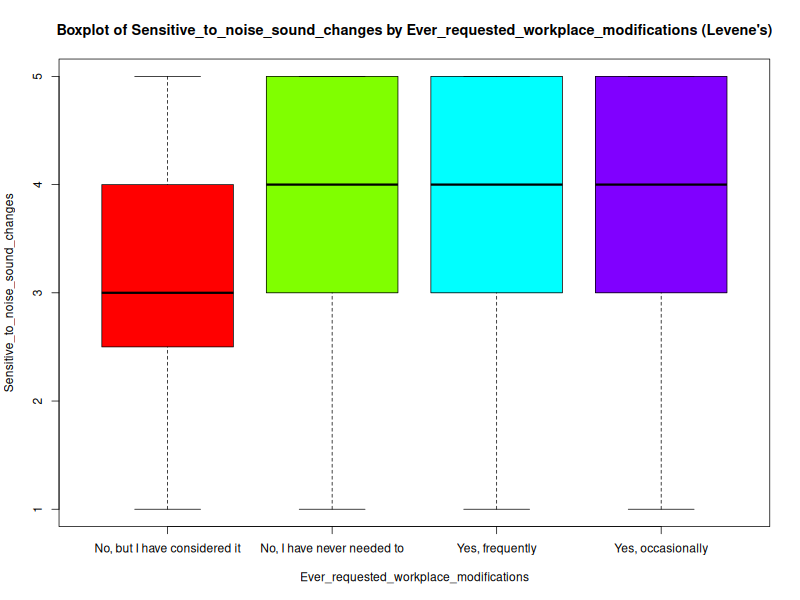 Boxplot of Sensitive_to_noise_sound_changes by Ever_requested_workplace_modifications (Levene's)
Sensitive_to_noise_sound_changes
5
4
3
2
1
No, but I have considered it No, I have never needed to Yes, frequently Yes, occasionally
Ever_requested_workplace_modifications